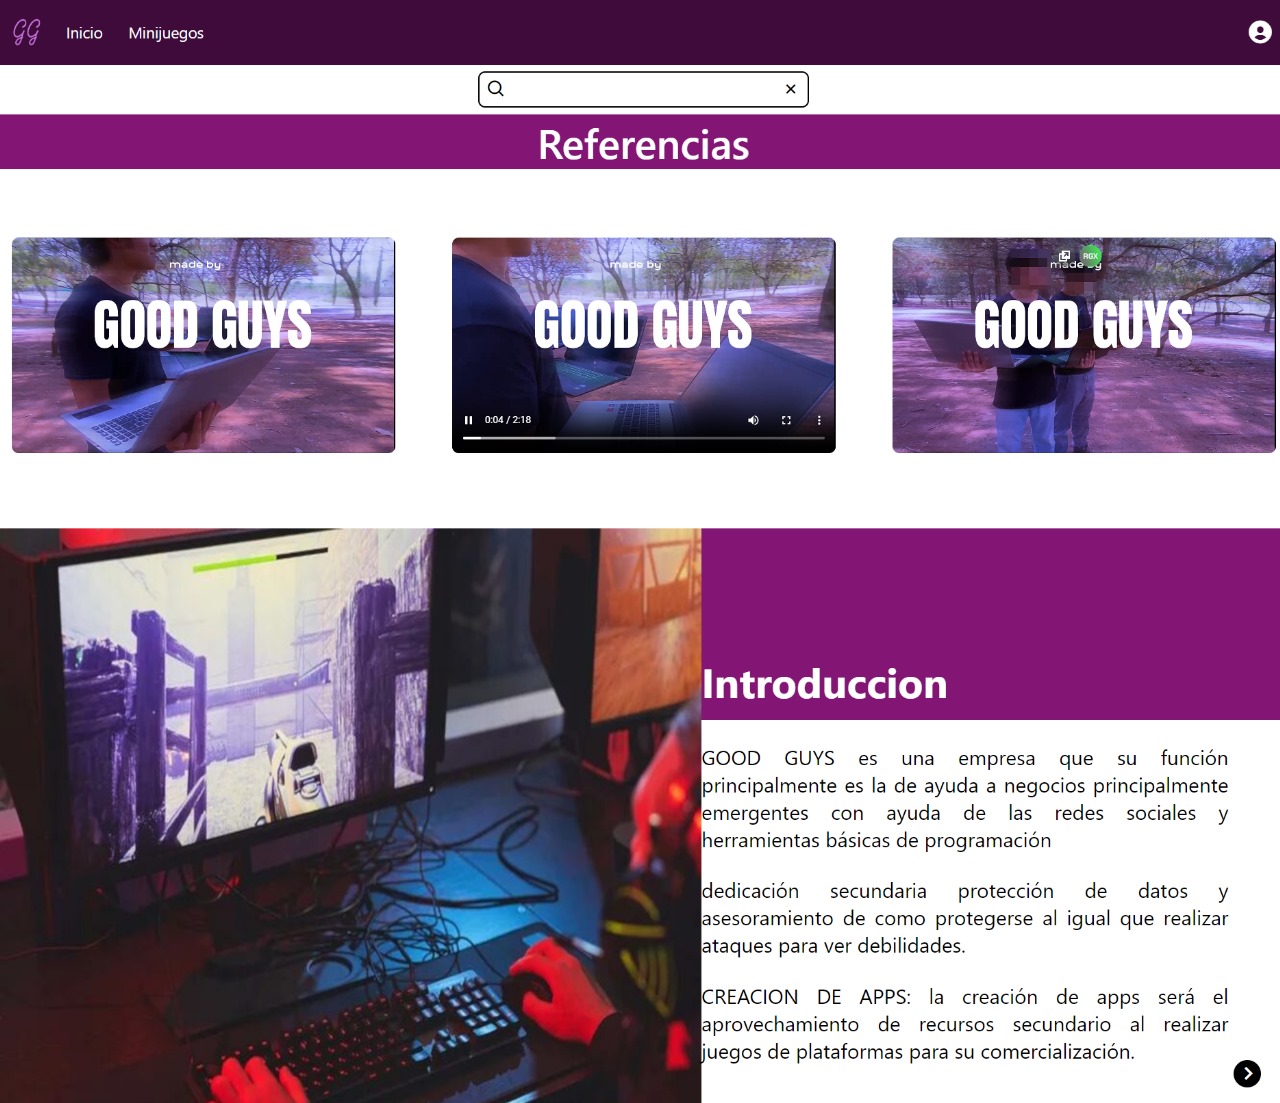 GG Inicio Minijuegos
Referencias
made by
GOOD GUYS
made by
GOOD GUYS
0:04 / 2:18
RGX
made by
GOOD GUYS
Introduccion
GOOD GUYS es una empresa que su función
principalmente es la de ayuda a negocios principalmente
emergentes con ayuda de las redes sociales y
herramientas básicas de programación
dedicación secundaria protección de datos y
asesoramiento de como protegerse al igual que realizar
ataques para ver debilidades.
CREACION DE APPS: la creación de apps será el
aprovechamiento de recursos secundario al realizar
juegos de plataformas para su comercialización.